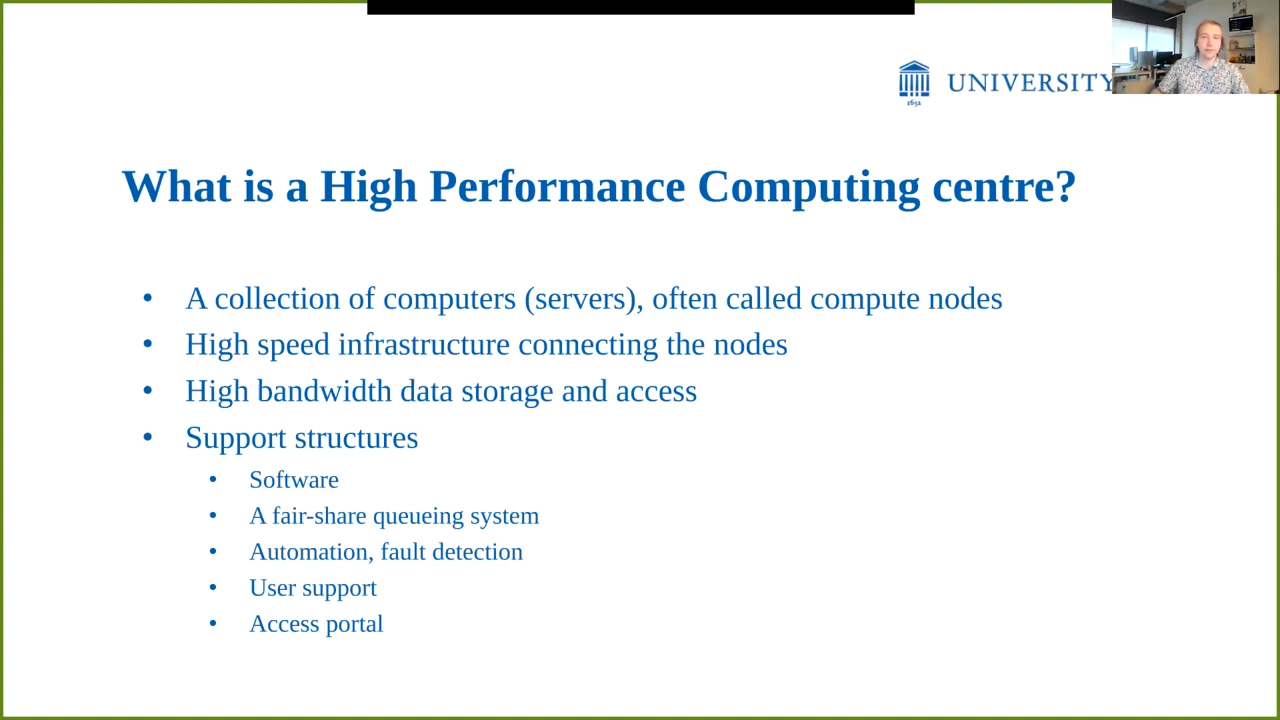 1632
UNIVERSITY
What is a High Performance Computing centre?
• A collection of computers (servers), often called compute nodes
• High speed infrastructure connecting the nodes
• High bandwidth data storage and access
• Support structures
• Software
• A fair-share queueing system
• Automation, fault detection
• User support
• Access portal